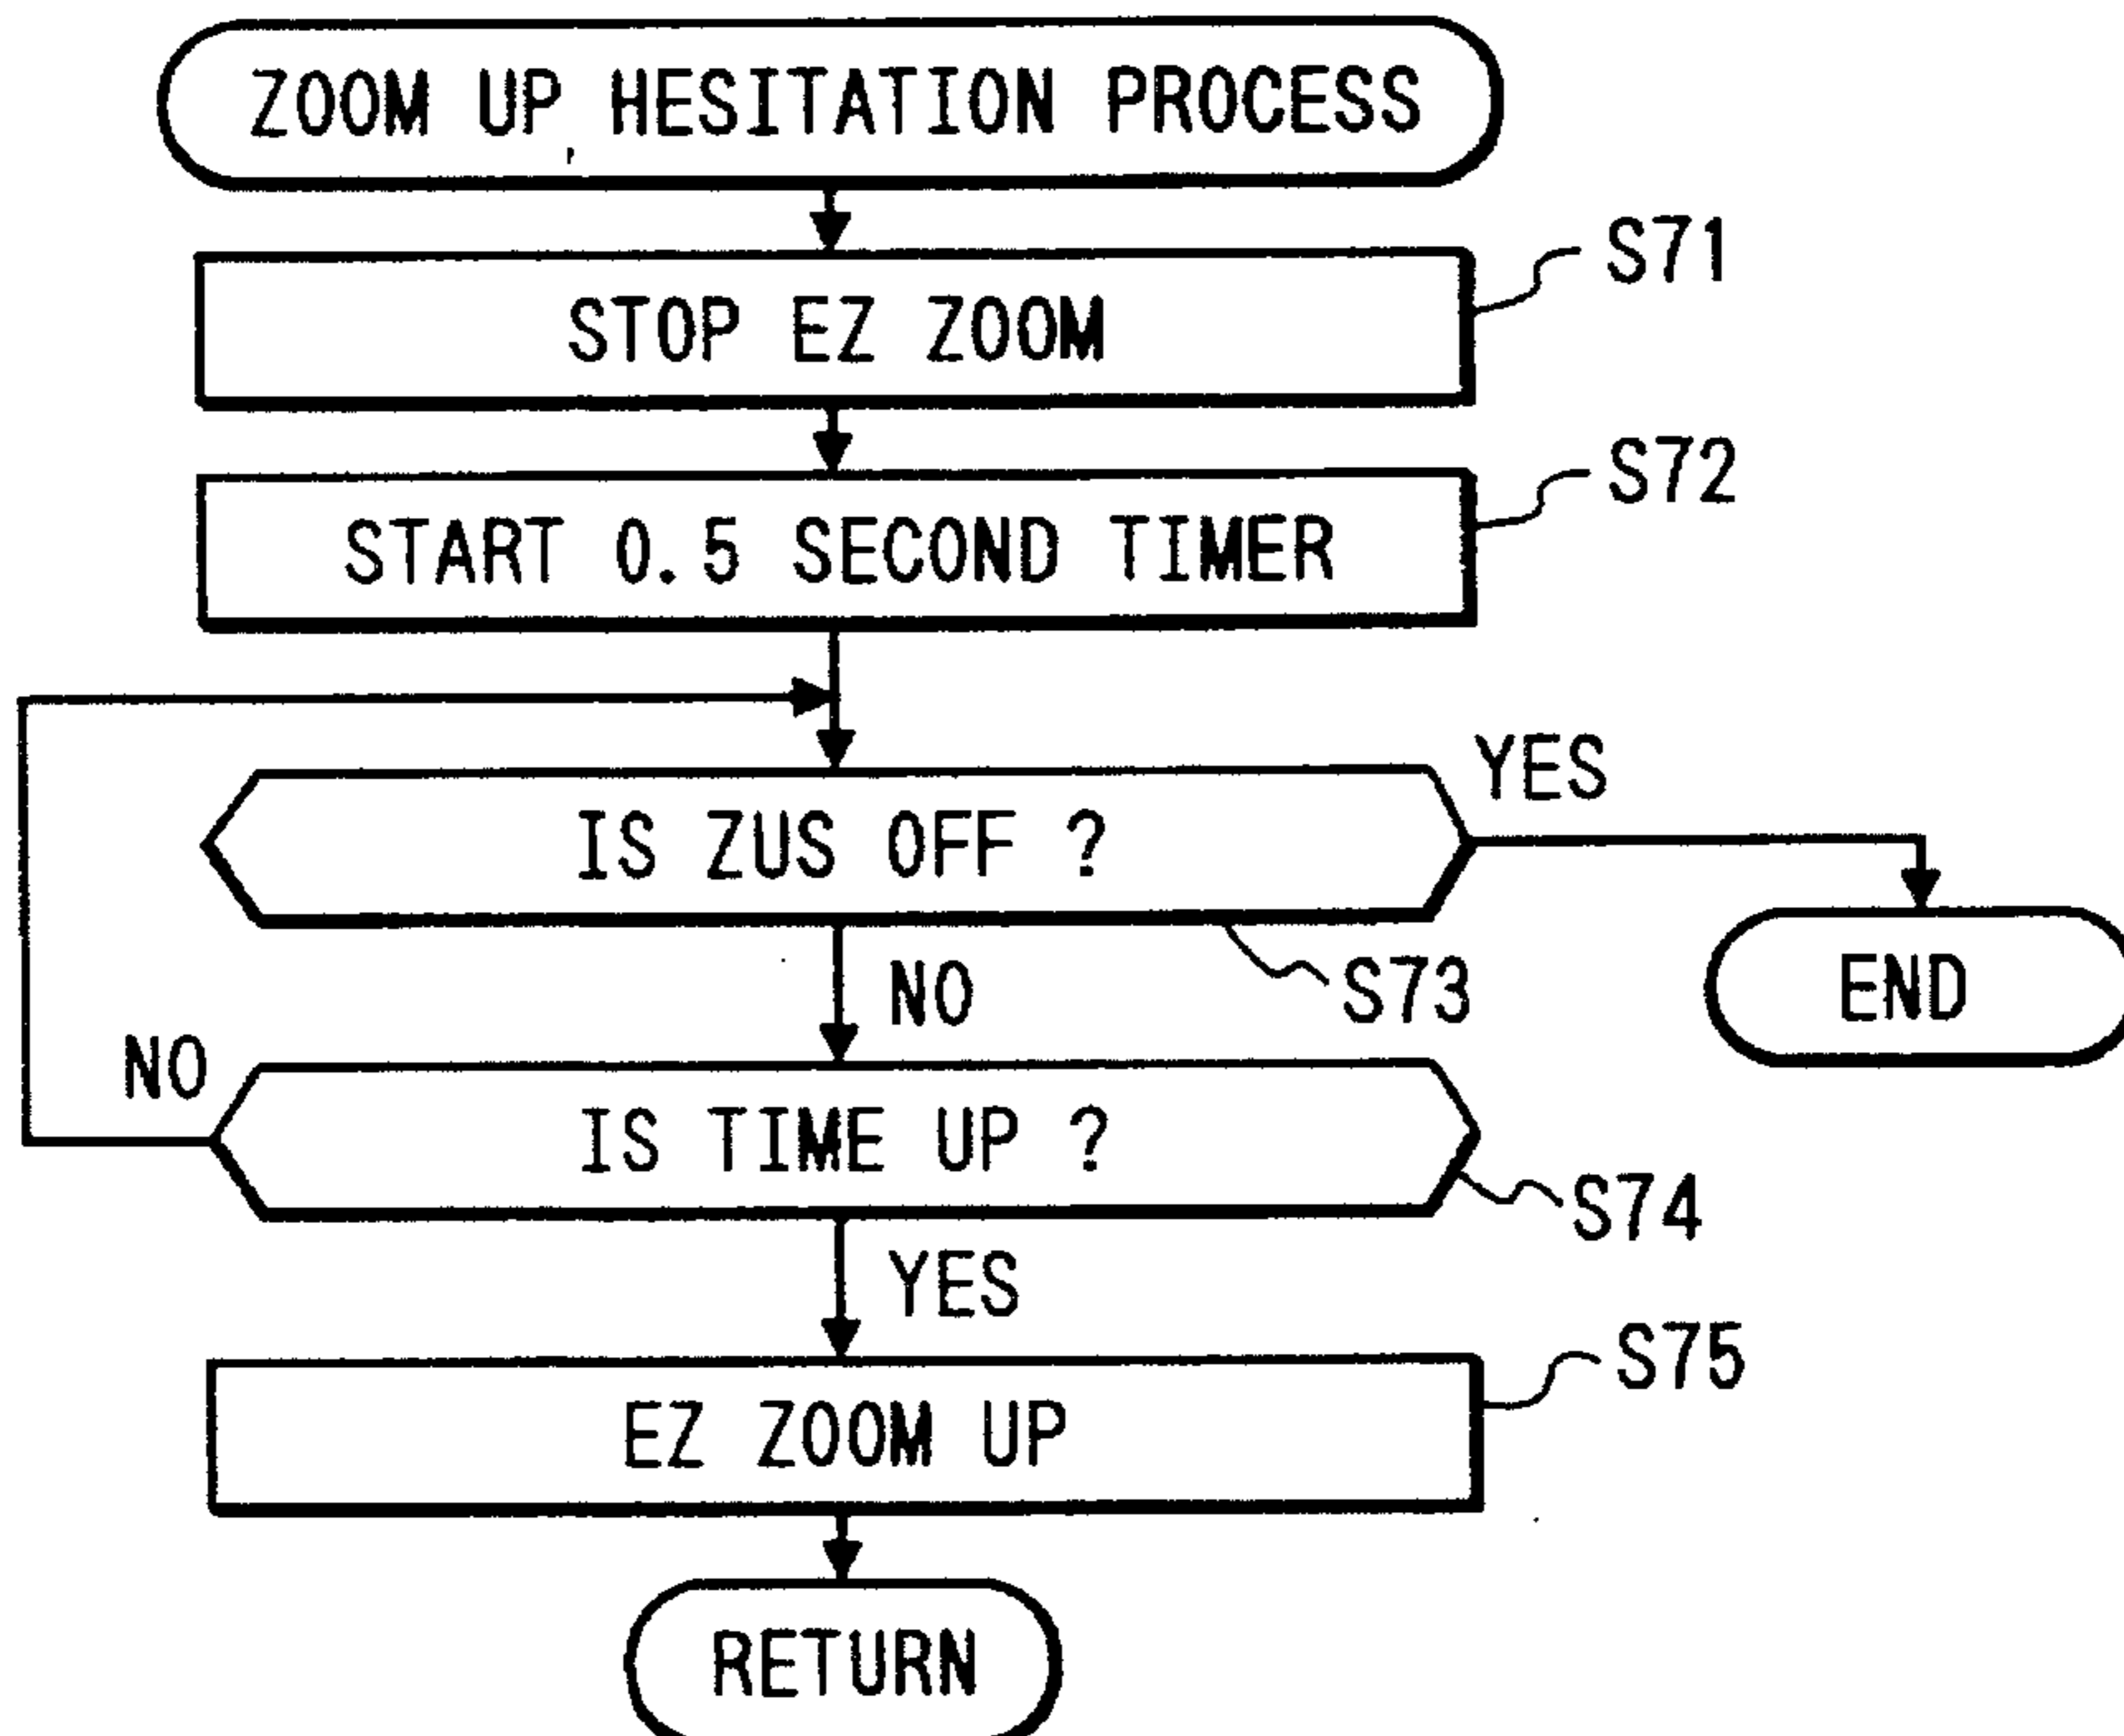 ZOOM UP HESITATION PROCESS
S71
STOP EZ ZOOM
S72
START 0.5 SECOND TIMER
YES
IS ZUS OFF ?
NO
S73
END
NO
IS TIME UP ?
S74
YES
S75
EZ ZOOM UP
RETURN